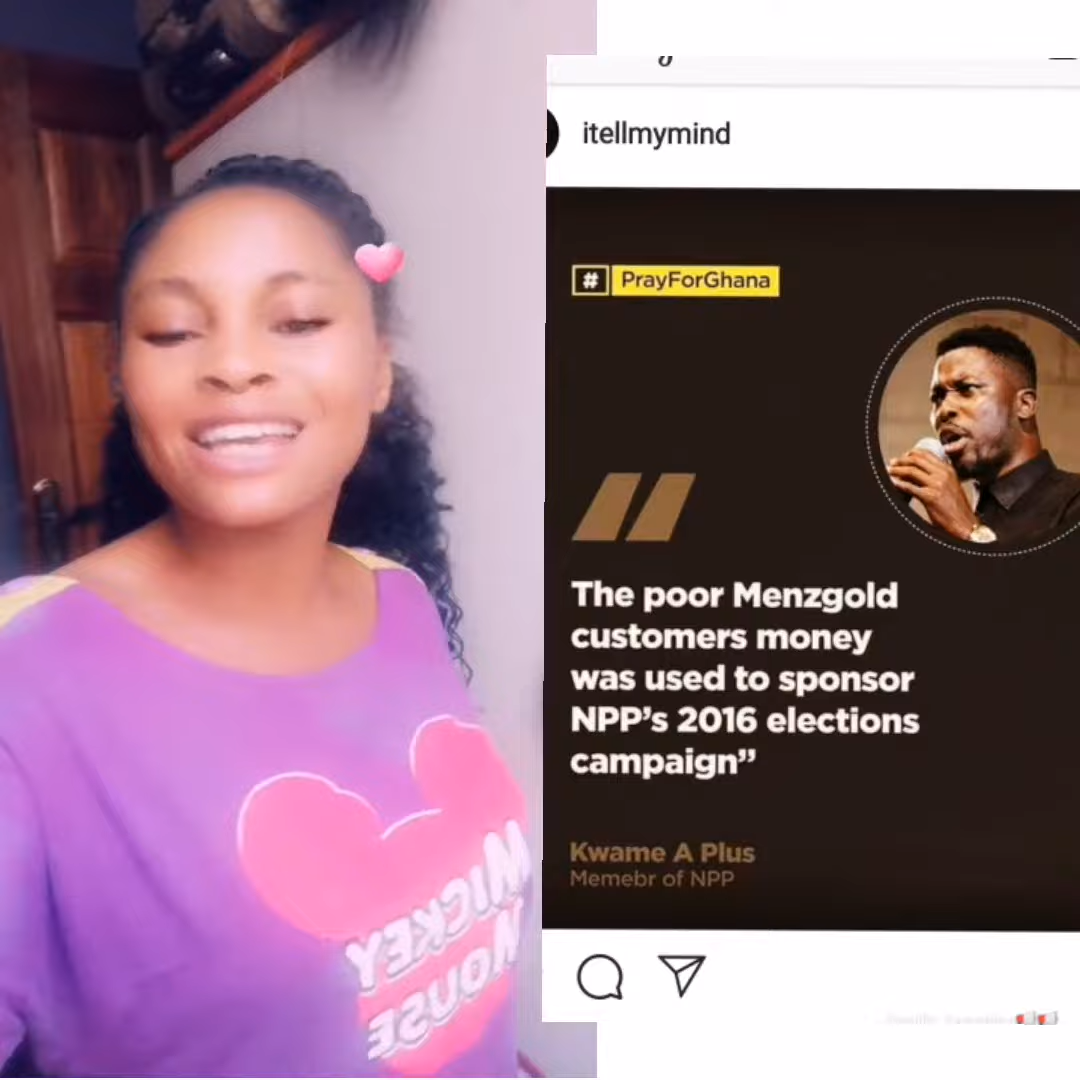 itellmymind
# PrayForGhana
"
The poor Menzgold
customers money
was used to sponsor
NPP's 2016 elections
campaign”
Kwame A Plus
Memebr of NPP
MICKEY
MOUSE